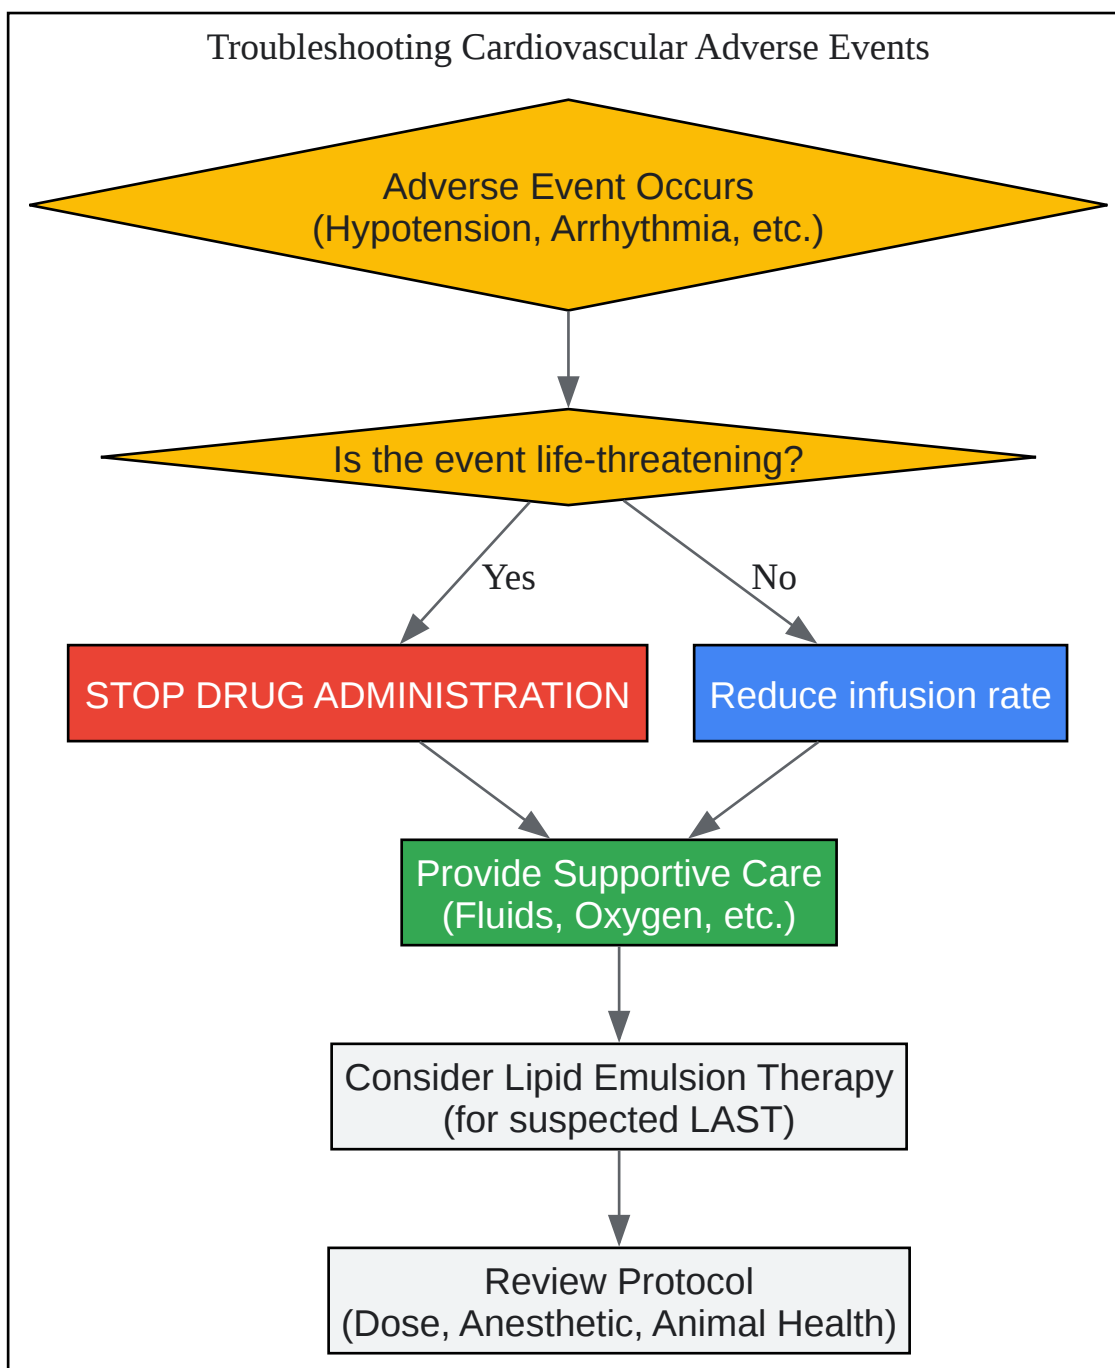 Troubleshooting Cardiovascular Adverse Events
Adverse Event Occurs
(Hypotension, Arrhythmia, etc.)
Is the event life-threatening?
Yes
No
STOP DRUG ADMINISTRATION
Reduce infusion rate
Provide Supportive Care
(Fluids, Oxygen, etc.)
Consider Lipid Emulsion Therapy
(for suspected LAST)
Review Protocol
(Dose, Anesthetic, Animal Health)